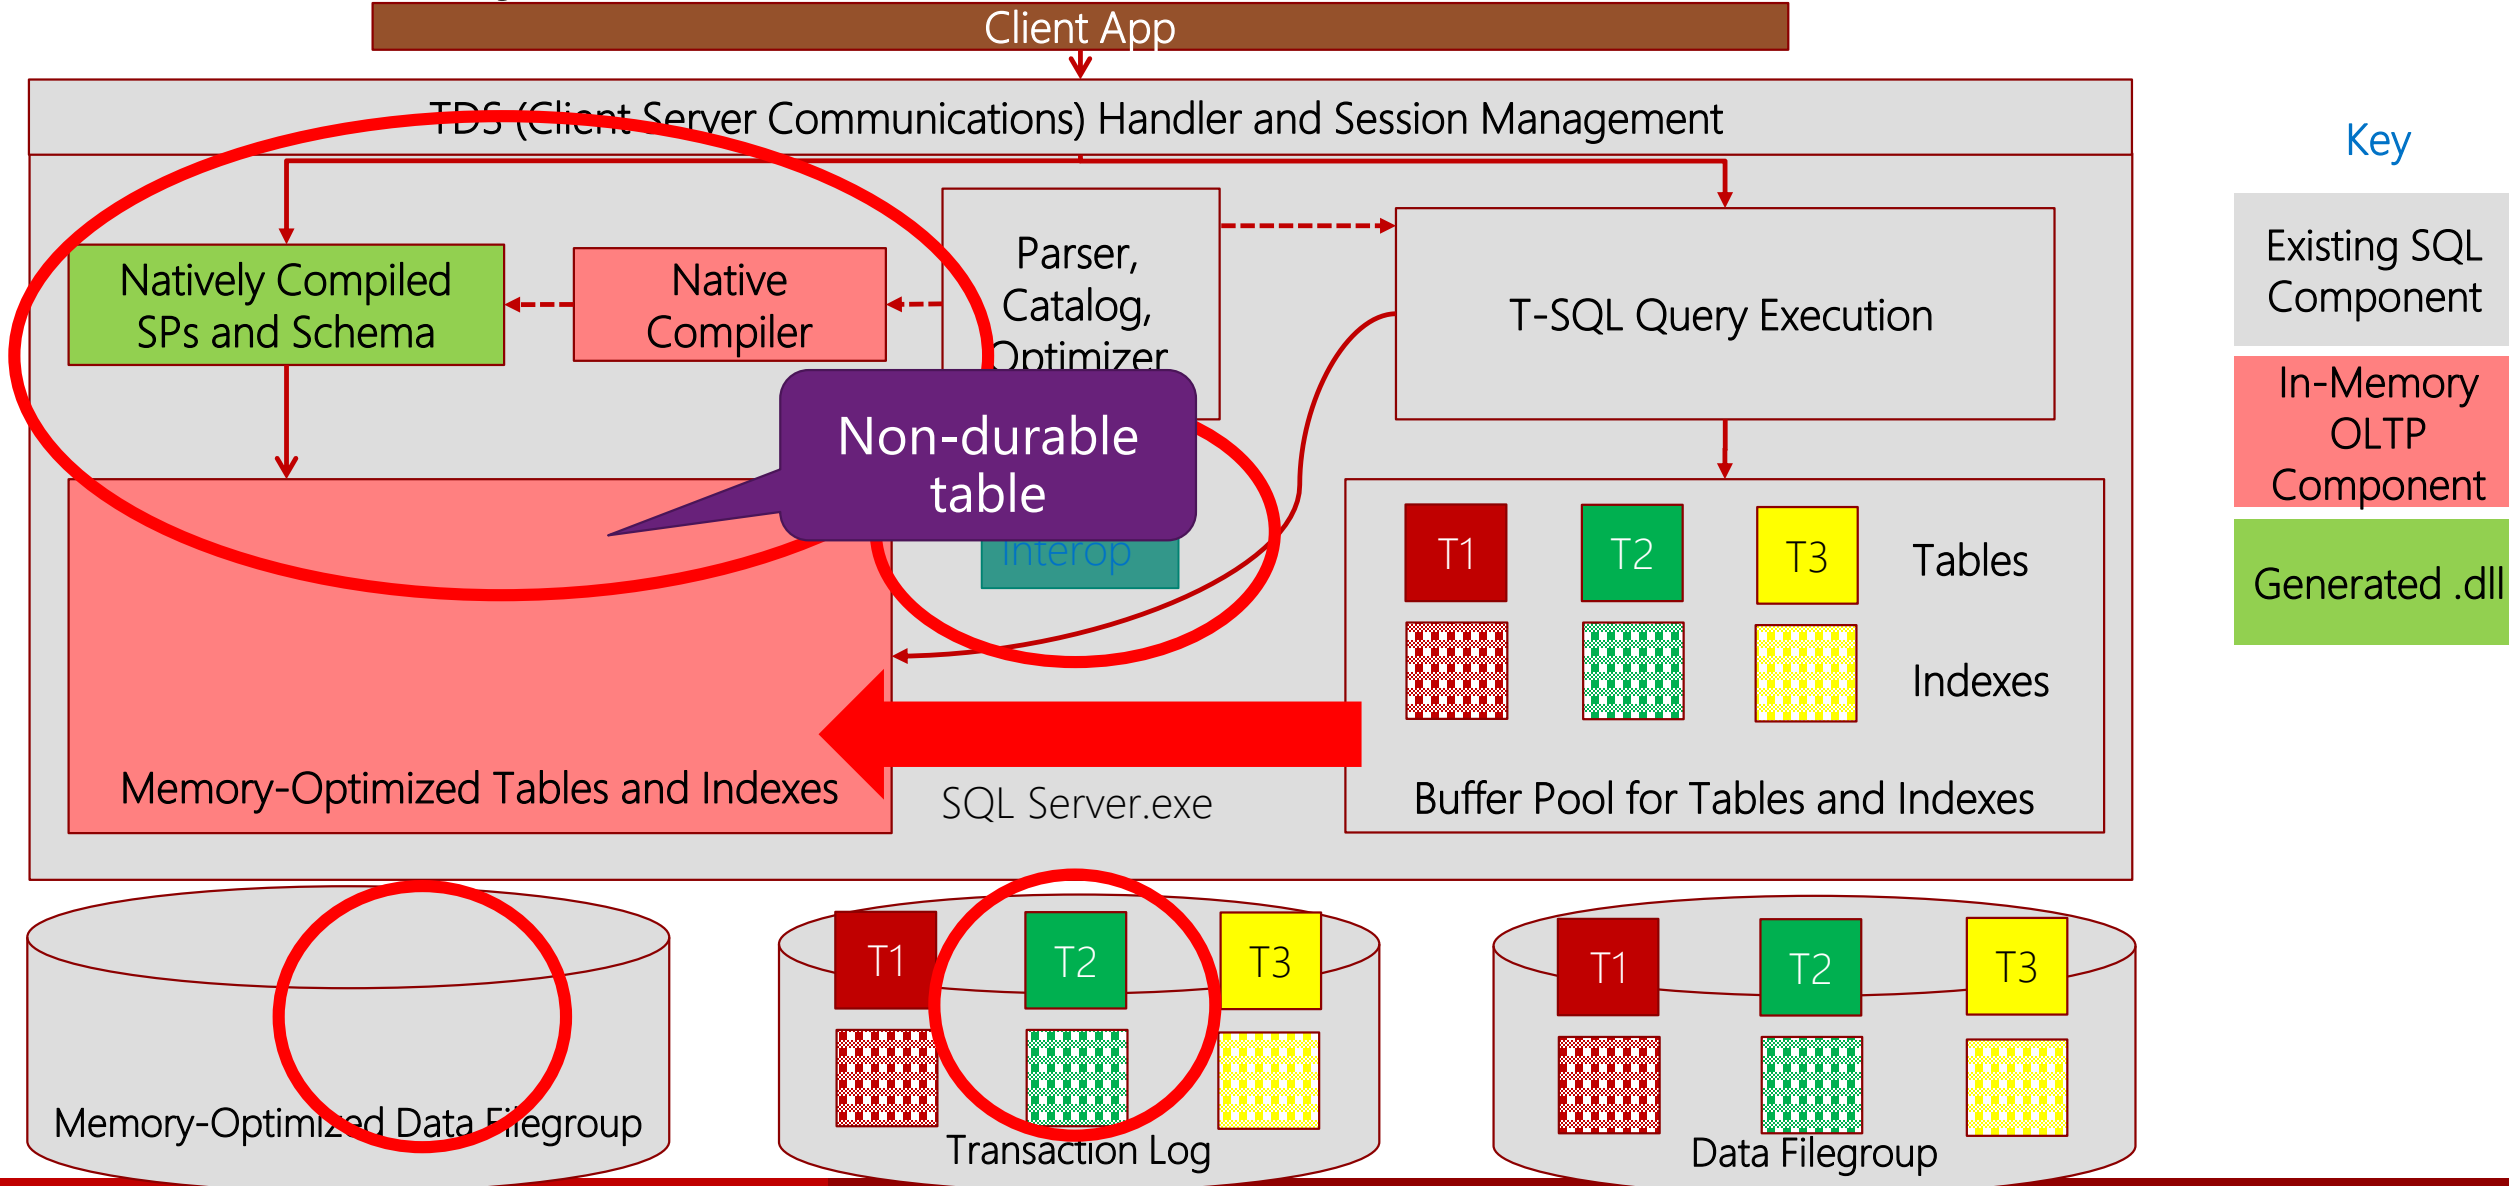 Client App
TDS (Client Server Communications) Handler and Session Management
Key
Natively Compiled
SPs and Schema
Native
Compiler
Parser,
Catalog,
Optimizer
T-SQL Query Execution
Existing SQL
Component
In-Memory
OLTP
Component
Generated .dll
Non-durable
table
Interop
T1
T2
T3
Tables
Indexes
Memory-Optimized Tables and Indexes
SQL Server.exe
Buffer Pool for Tables and Indexes
T1
T2
T3
T1
T2
T3
Memory-Optimized Data Filegroup
Transaction Log
Data Filegroup